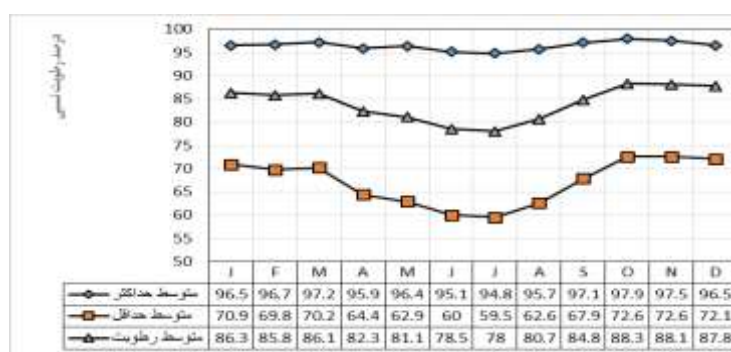 درصد رطوبت نسبی
100
95
90
85
80
75
70
65
60
55
50
J F M A M J J A S O N D
متوسط حداکثر 96.5 96.7 97.2 95.9 96.4 95.1 94.8 95.7 97.1 97.9 97.5 96.5
متوسط حداقل 70.9 69.8 70.2 64.4 62.9 60 59.5 62.6 67.9 72.6 72.6 72.1
متوسط رطوبت 86.3 85.8 86.1 82.3 81.1 78.5 78 80.7 84.8 88.3 88.1 87.8